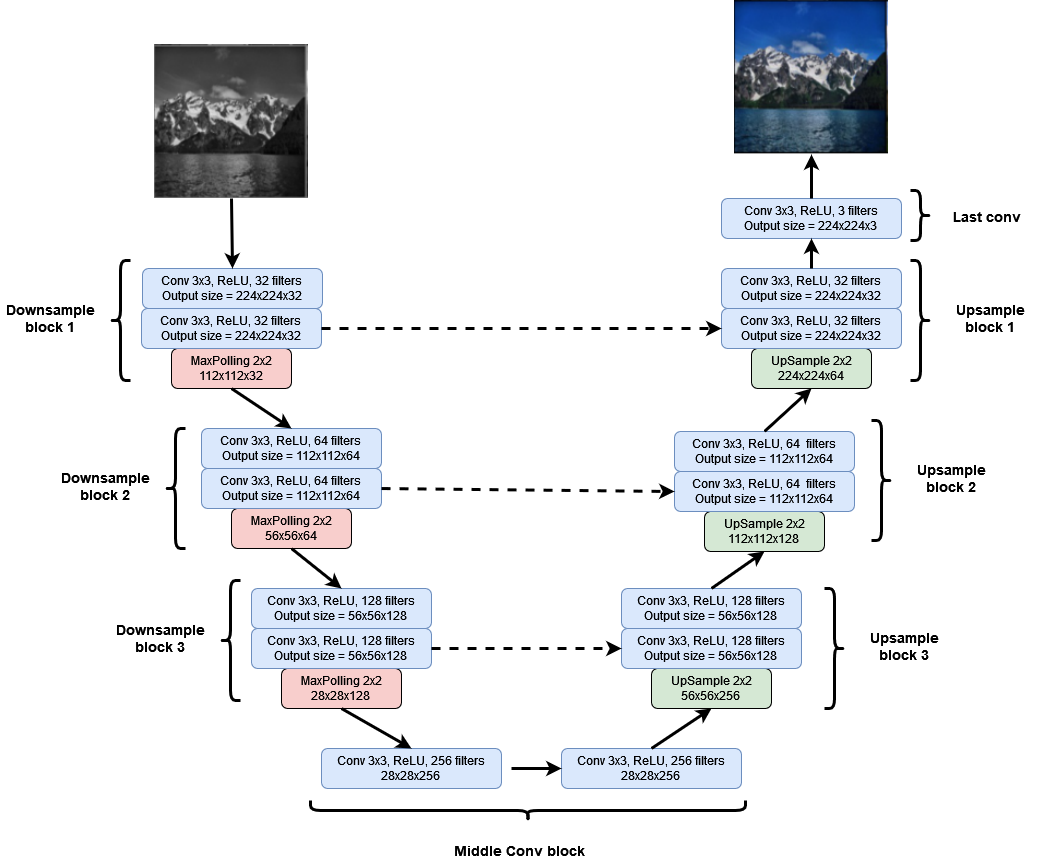 Conv 3x3, ReLU, 3 filters
Output size = 224x224x3
Last conv
Downsample
block 1
Conv 3x3, ReLU, 32 filters
Output size = 224x224x32
Conv 3x3, ReLU, 32 filters
Output size = 224x224x32
MaxPolling 2x2
112x112x32
Conv 3x3, ReLU, 32 filters
Output size = 224x224x32
Conv 3x3, ReLU, 32 filters
Output size = 224x224x32
UpSample 2x2
224x224x64
Upsample
block 1
Downsample
block 2
Conv 3x3, ReLU, 64 filters
Output size = 112x112x64
Conv 3x3, ReLU, 64 filters
Output size = 112x112x64
MaxPolling 2x2
56x56x64
Conv 3x3, ReLU, 64 filters
Output size = 112x112x64
Conv 3x3, ReLU, 64 filters
Output size = 112x112x64
UpSample 2x2
112x112x128
Upsample
block 2
Downsample
block 3
Conv 3x3, ReLU, 128 filters
Output size = 56x56x128
Conv 3x3, ReLU, 128 filters
Output size = 56x56x128
MaxPolling 2x2
28x28x128
Conv 3x3, ReLU, 128 filters
Output size = 56x56x128
Conv 3x3, ReLU, 128 filters
Output size = 56x56x128
UpSample 2x2
56x56x256
Upsample
block 3
Conv 3x3, ReLU, 256 filters
28x28x256
Conv 3x3, ReLU, 256 filters
28x28x256
Middle Conv block